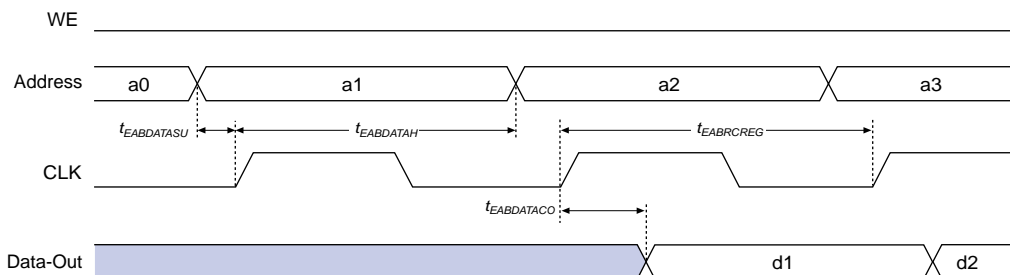 WE
Address a0 a1 a2 a3
tEABDATASU tEABDATAH tEABRCREG
CLK
tEABDATACO
Data-Out d1 d2